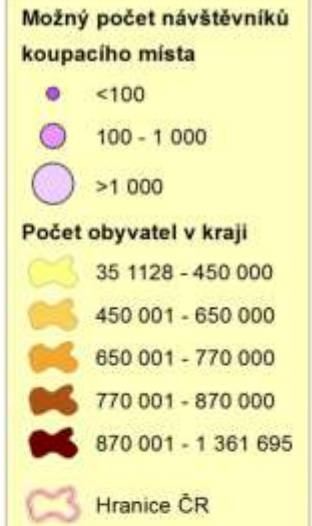 Možný počet návštěvníků
koupacího místa
<100
100 - 1 000
>1 000
Počet obyvatel v kraji
35 1128 - 450 000
450 001 - 650 000
650 001 - 770 000
770 001 - 870 000
870 001 - 1 361 695
Hranice ČR